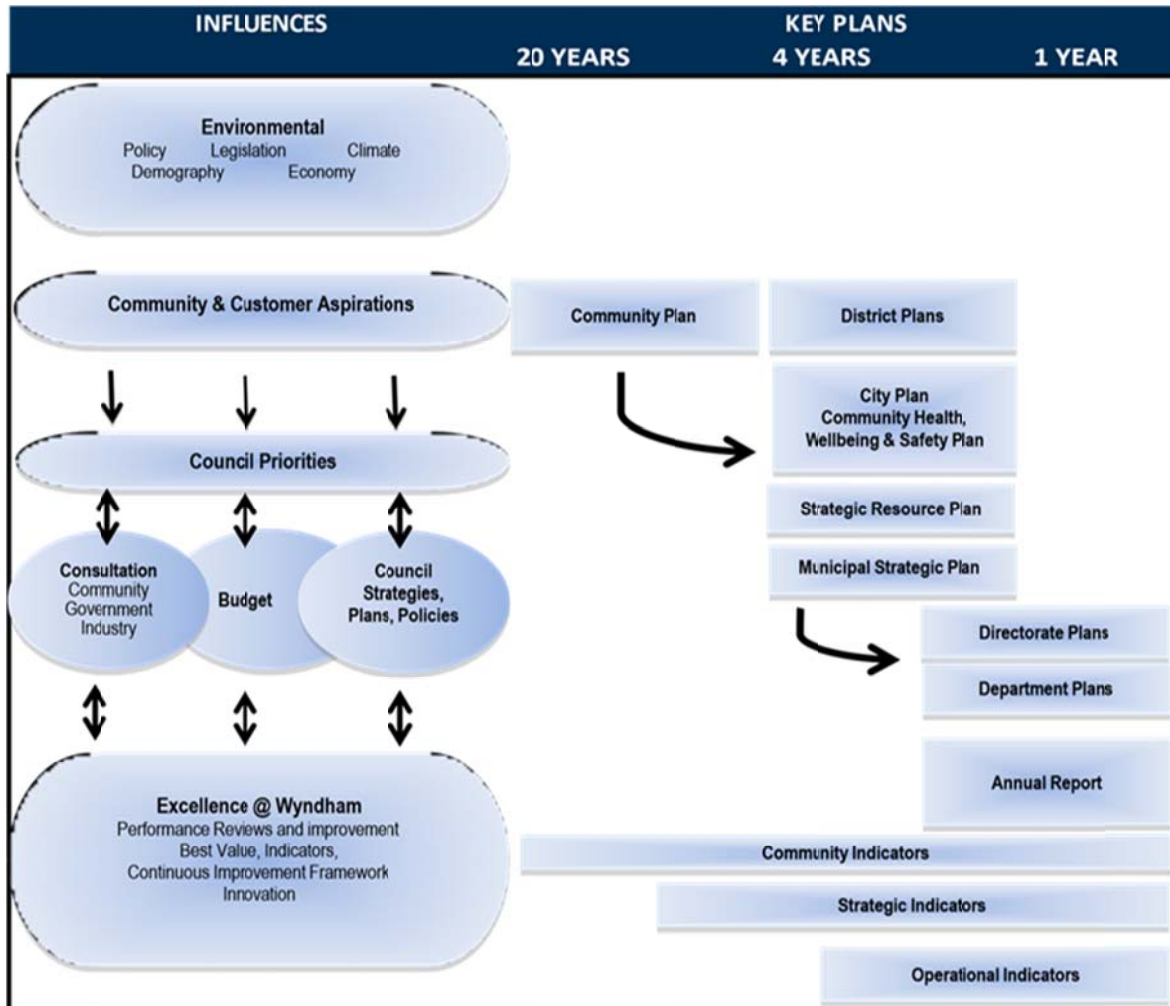 INFLUENCES
KEY PLANS
20 YEARS
4 YEARS
1 YEAR
Environmental
Policy Legislation Climate
Demography Economy
Community & Customer Aspirations
Community Plan
District Plans
City Plan
Community Health,
Wellbeing & Safety Plan
Council Priorities
Strategic Resource Plan
Municipal Strategic Plan
Consultation
Community
Government
Industry
Budget
Council
Strategies,
Plans, Policies
Directorate Plans
Department Plans
Annual Report
Excellence @ Wyndham
Performance Reviews and improvement
Best Value, Indicators,
Continuous Improvement Framework
Innovation
Community Indicators
Strategic Indicators
Operational Indicators